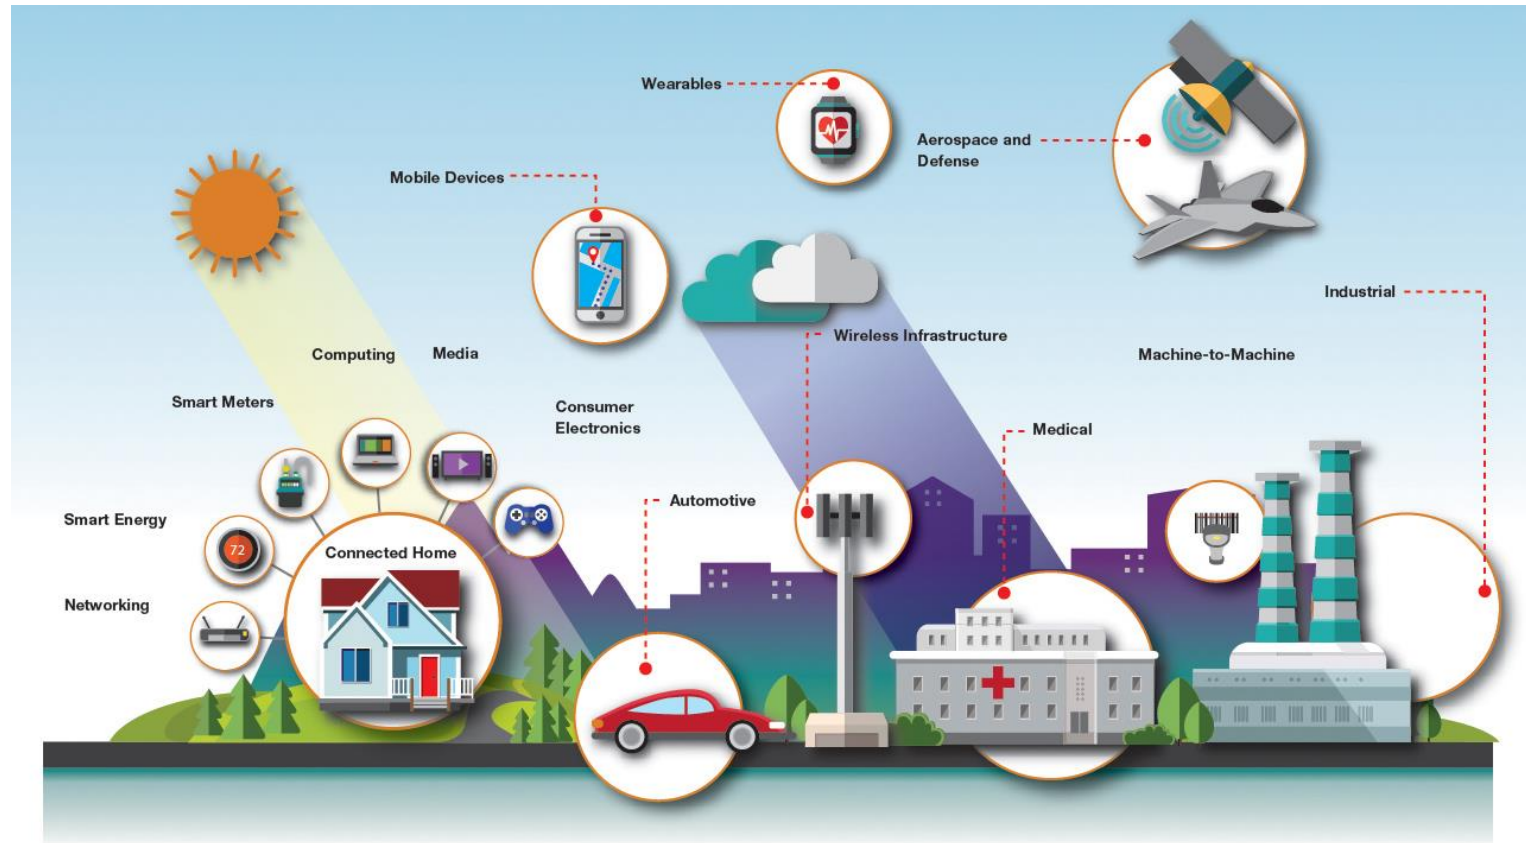 Wearables
Aerospace and
Defense
Mobile Devices
Industrial
Wireless Infrastructure
Computing
Media
Machine-to-Machine
Smart Meters
Consumer
Electronics
Medical
Automotive
Smart Energy
72
Connected Home
Networking